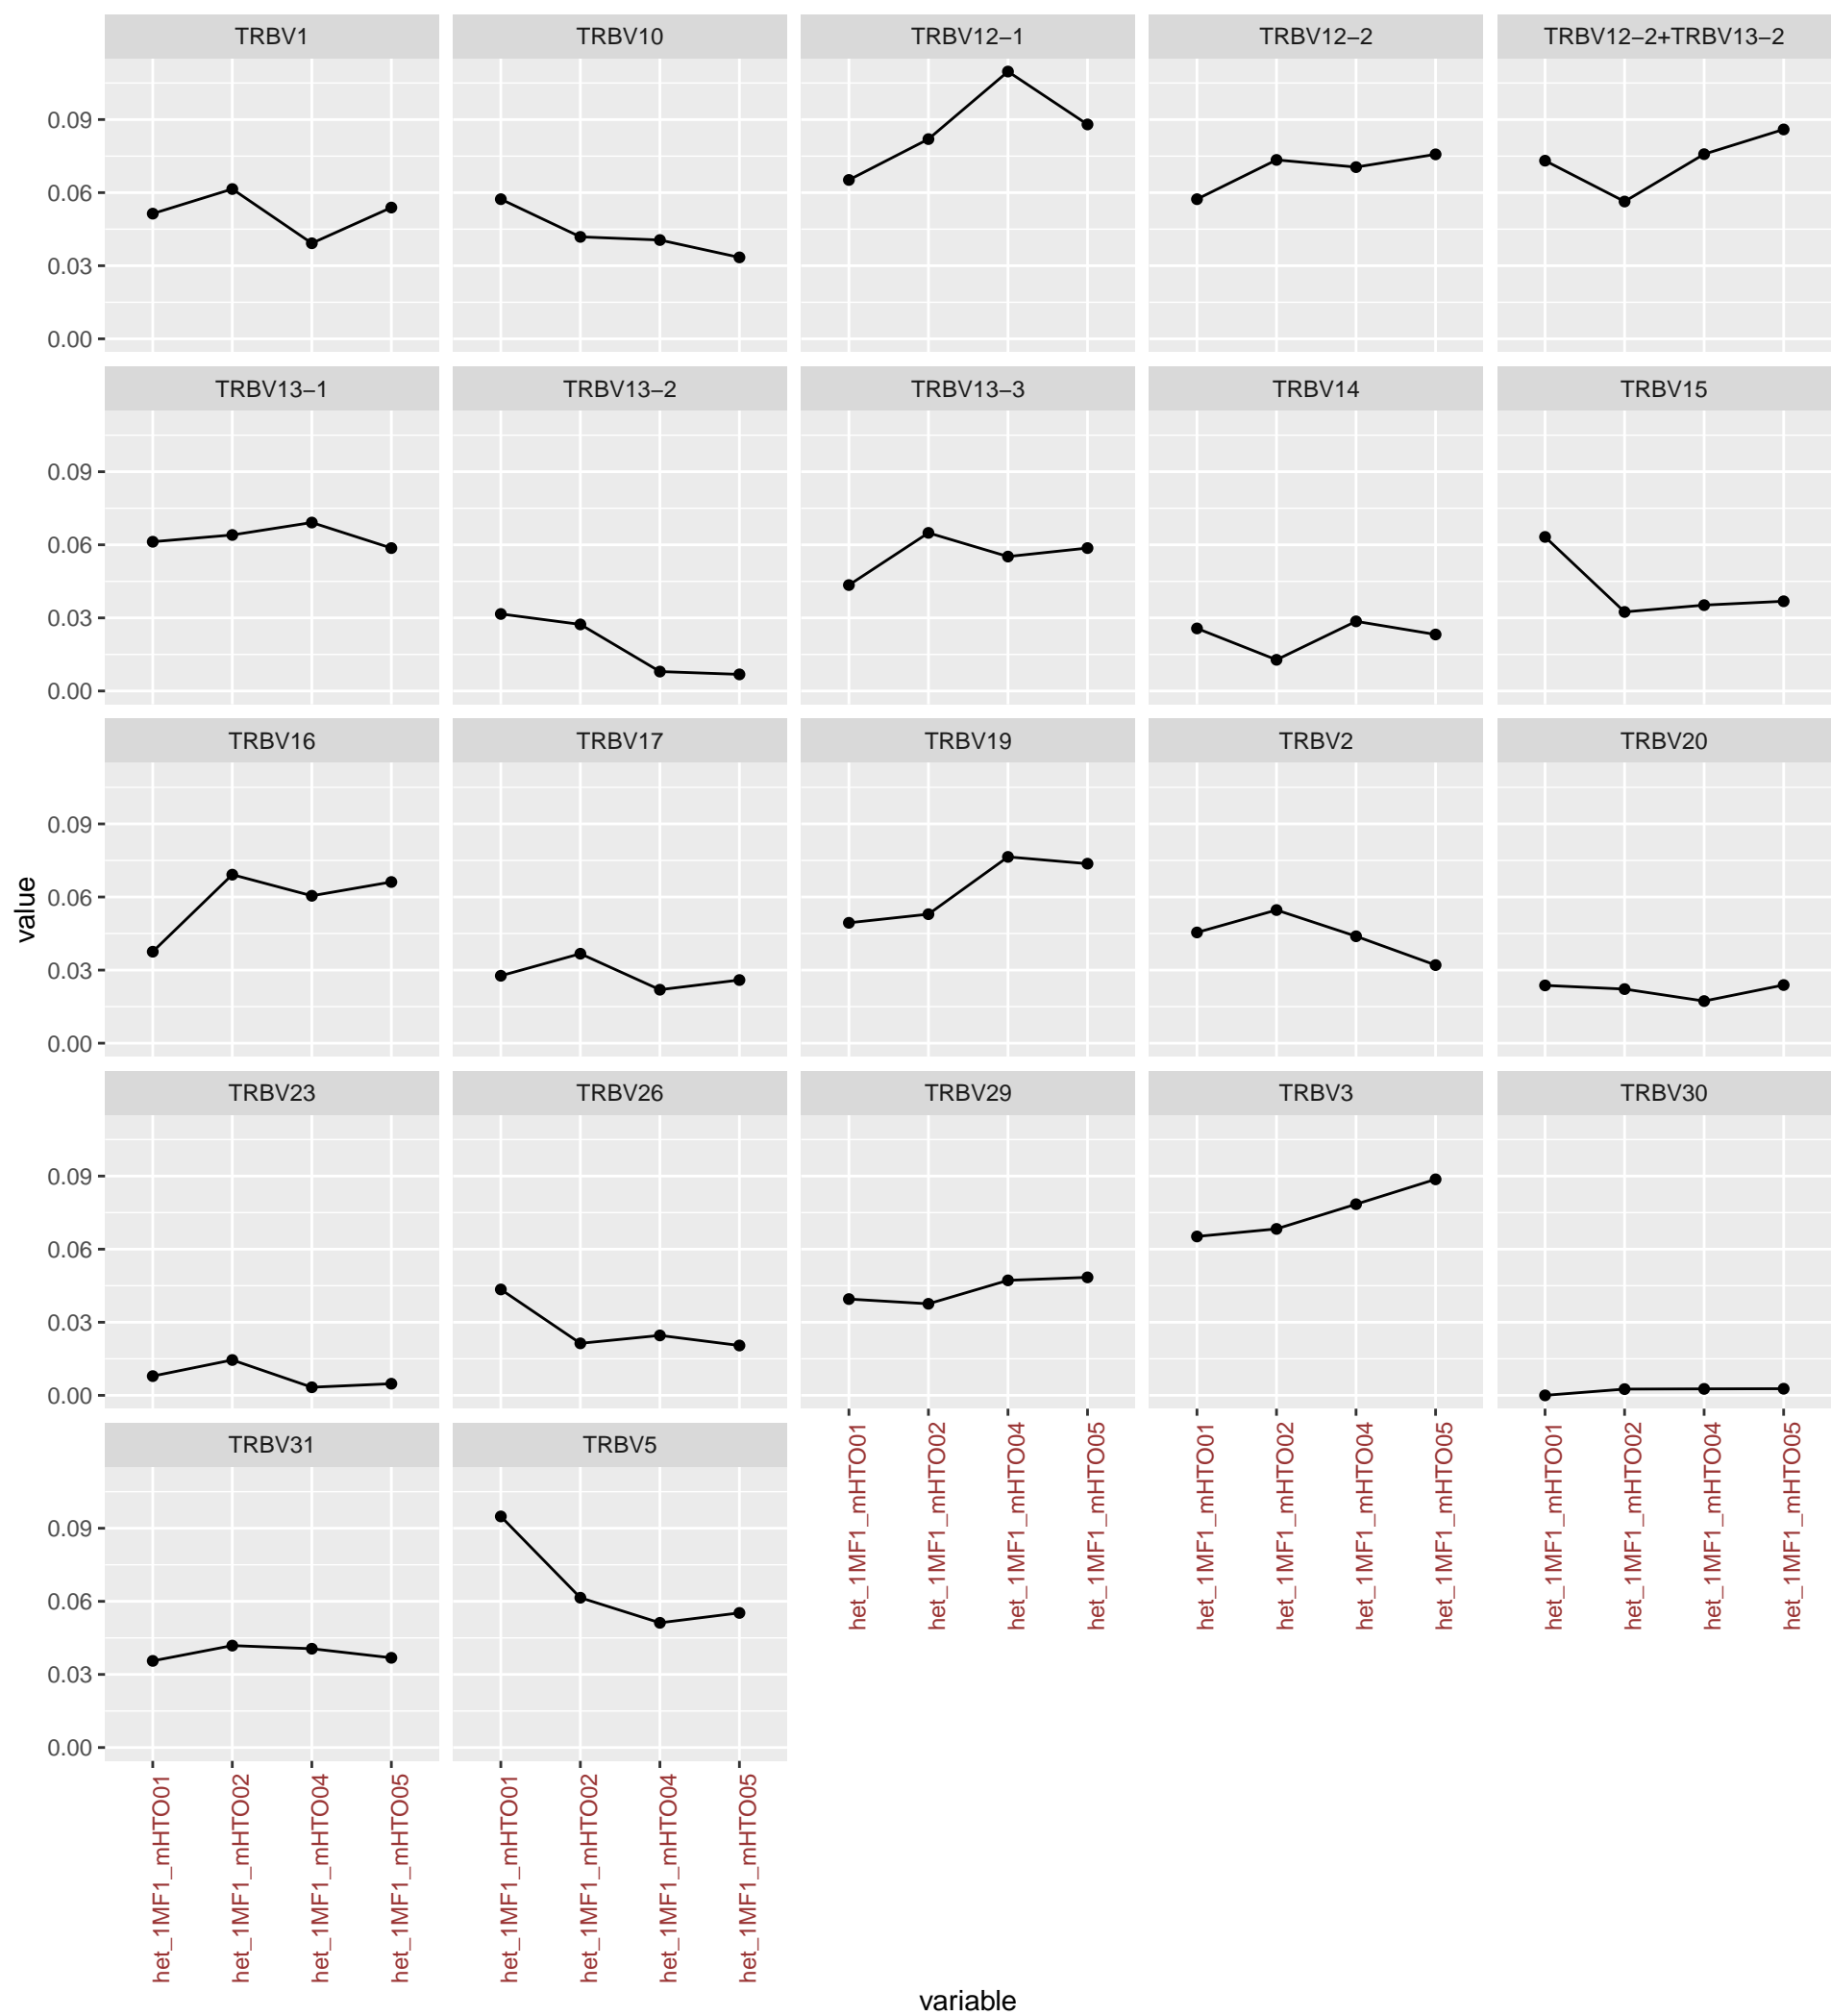 TRBV1 TRBV10 TRBV12−1 TRBV12−2 TRBV12−2+TRBV13−2
0.09
0.06
0.03
0.00
TRBV13−1 TRBV13−2 TRBV13−3 TRBV14 TRBV15
0.09
0.06
0.03
0.00
TRBV16 TRBV17 TRBV19 TRBV2 TRBV20
0.09
0.06
0.03
0.00
value
TRBV23 TRBV26 TRBV29 TRBV3 TRBV30
0.09
0.06
0.03
0.00
het_1MF1_mHTO01
het_1MF1_mHTO02
het_1MF1_mHTO04
het_1MF1_mHTO05
het_1MF1_mHTO01
het_1MF1_mHTO02
het_1MF1_mHTO04
het_1MF1_mHTO05
het_1MF1_mHTO01
het_1MF1_mHTO02
het_1MF1_mHTO04
het_1MF1_mHTO05
TRBV31 TRBV5
0.09
0.06
0.03
0.00
het_1MF1_mHTO01
het_1MF1_mHTO02
het_1MF1_mHTO04
het_1MF1_mHTO05
het_1MF1_mHTO01
het_1MF1_mHTO02
het_1MF1_mHTO04
het_1MF1_mHTO05
variable